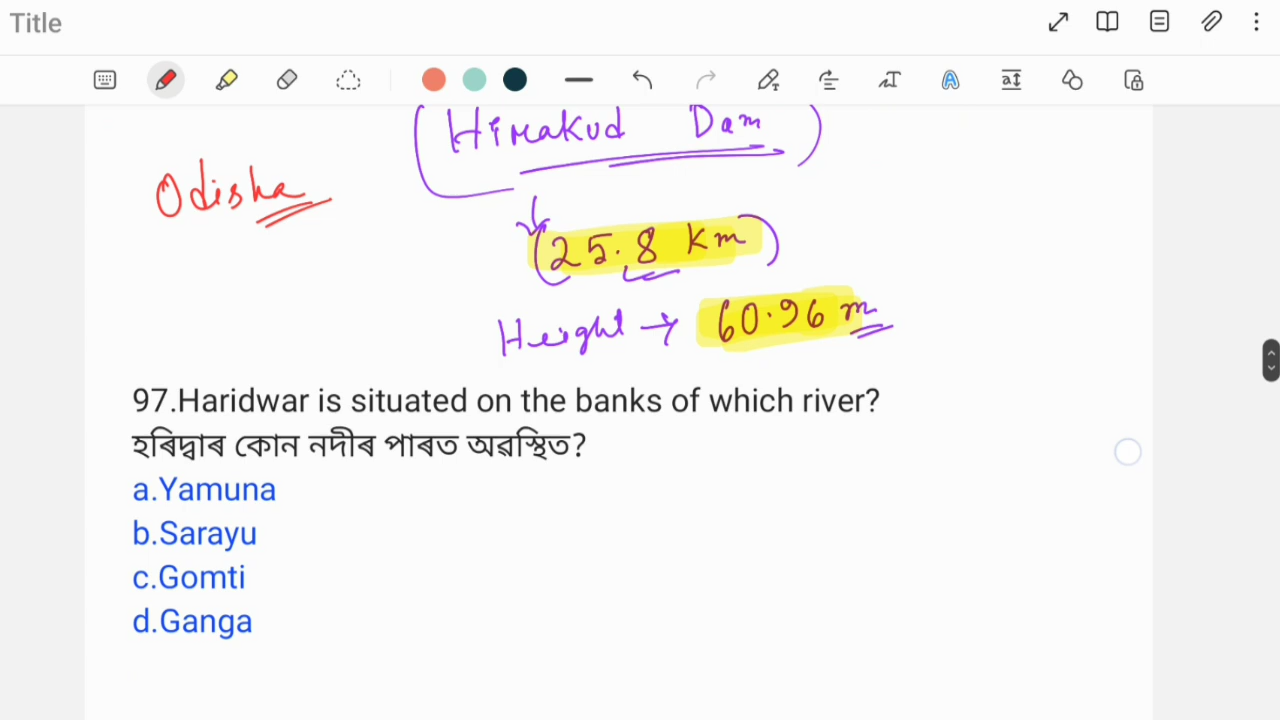 Title
Hirakud Dam
Odisha
(25.8 Km)
Height → 60.96 m
97.Haridwar is situated on the banks of which river?
হৰিদ্বাৰ কোন নদীৰ পাৰত অৱস্থিত?
a.Yamuna
b.Sarayu
c.Gomti
d.Ganga